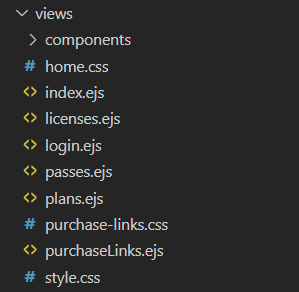 views
components
# home.css
<> index.ejs
<> licenses.ejs
<> login.ejs
<> passes.ejs
<> plans.ejs
# purchase-links.css
<> purchaseLinks.ejs
# style.css